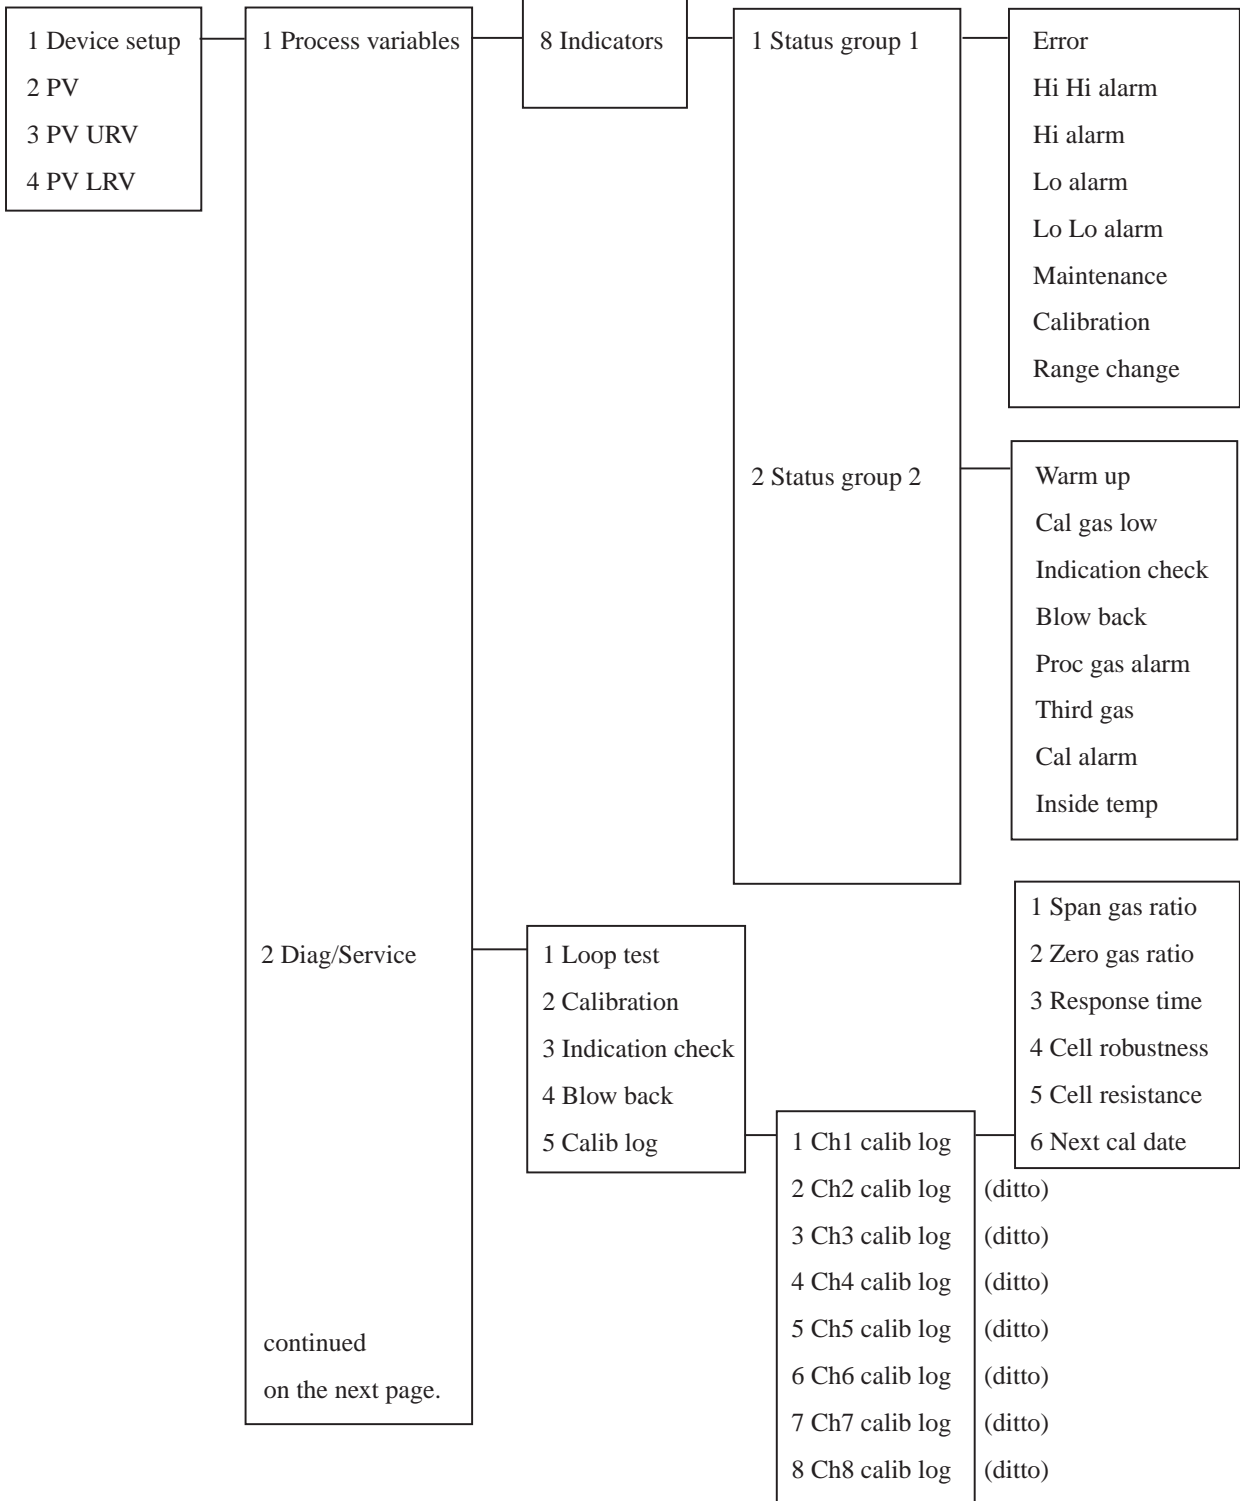 1 Device setup
2 PV
3 PV URV
4 PV LRV
1 Process variables
8 Indicators
1 Status group 1
Error
Hi Hi alarm
Hi alarm
Lo alarm
Lo Lo alarm
Maintenance
Calibration
Range change
2 Status group 2
Warm up
Cal gas low
Indication check
Blow back
Proc gas alarm
Third gas
Cal alarm
Inside temp
2 Diag/Service
1 Loop test
2 Calibration
3 Indication check
4 Blow back
5 Calib log
1 Span gas ratio
2 Zero gas ratio
3 Response time
4 Cell robustness
5 Cell resistance
6 Next cal date
1 Ch1 calib log
2 Ch2 calib log (ditto)
3 Ch3 calib log (ditto)
4 Ch4 calib log (ditto)
5 Ch5 calib log (ditto)
6 Ch6 calib log (ditto)
7 Ch7 calib log (ditto)
8 Ch8 calib log (ditto)
continued
on the next page.